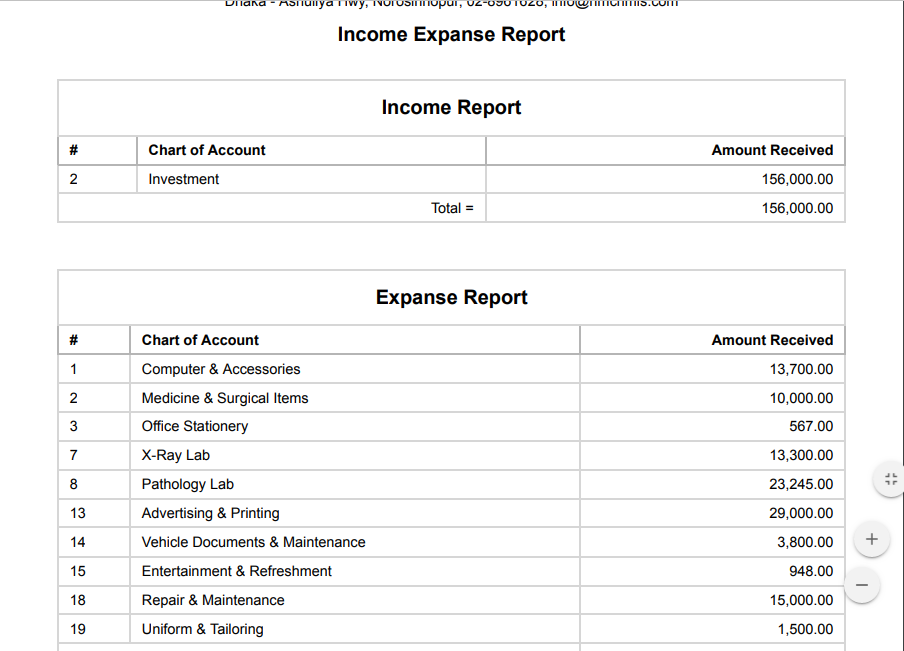 Income Expanse Report
Income Report
# Chart of Account Amount Received
2 Investment 156,000.00
Total = 156,000.00
Expanse Report
# Chart of Account Amount Received
1 Computer & Accessories 13,700.00
2 Medicine & Surgical Items 10,000.00
3 Office Stationery 567.00
7 X-Ray Lab 13,300.00
8 Pathology Lab 23,245.00
13 Advertising & Printing 29,000.00
14 Vehicle Documents & Maintenance 3,800.00
15 Entertainment & Refreshment 948.00
18 Repair & Maintenance 15,000.00
19 Uniform & Tailoring 1,500.00